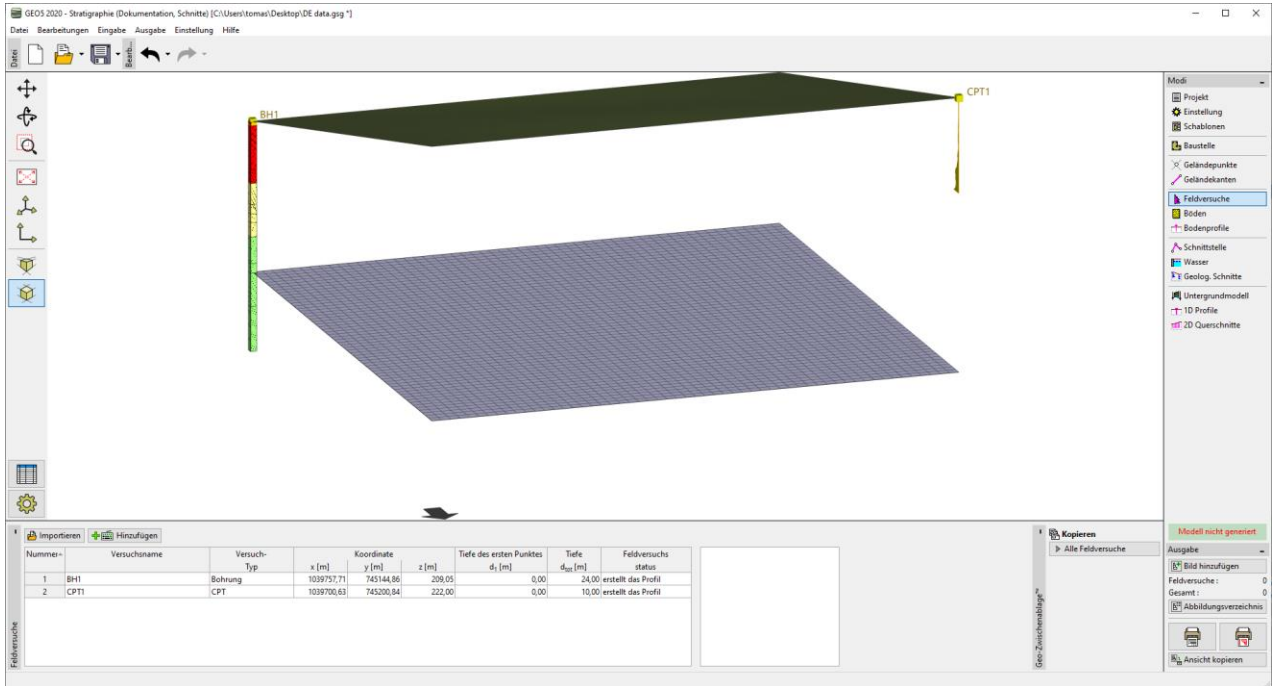 GEO5 2020 - Stratigraphie (Dokumentation, Schnitte) [C:\Users\tomas\Desktop\DE data.gsg *]
Datei Bearbeitungen Eingabe Ausgabe Einstellung Hilfe
Datei
Bearb...
BH1
CPT1
Modi
Projekt
Einstellung
Schablonen
Baustelle
Geländepunkte
Geländekanten
Feldversuche
Böden
Bodenprofile
Schnittstelle
Wasser
Geolog. Schnitte
Untergrundmodell
1D Profile
2D Querschnitte
Importieren Hinzufügen
Nummer Versuchsname Versuch- Koordinate Tiefe des ersten Punktes Tiefe Feldversuchs
Typ x [m] y [m] z [m] d1 [m] dtot [m] status
1 BH1 Bohrung 1039757,71 745144,86 209,05 0,00 24,00 erstellt das Profil
2 CPT1 CPT 1039700,63 745200,84 222,00 0,00 10,00 erstellt das Profil
Feldversuche
Geo-Zwischenablage™
Kopieren
Alle Feldversuche
Modell nicht generiert
Ausgabe
Bild hinzufügen
Feldversuche : 0
Gesamt : 0
Abbildungsverzeichnis
Ansicht kopieren